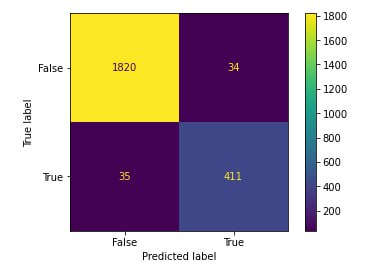 False
True
True label
1820
34
35
411
False
True
Predicted label
1800
1600
1400
1200
1000
800
600
400
200